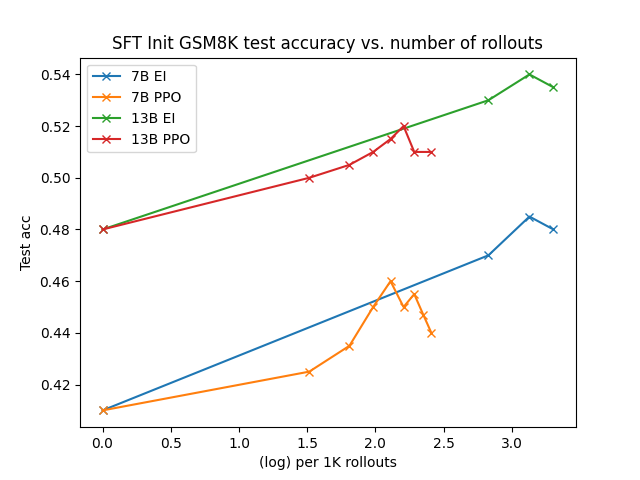 SFT Init GSM8K test accuracy vs. number of rollouts
7B EI
7B PPO
13B EI
13B PPO
0.54
0.52
0.50
0.48
0.46
0.44
0.42
Test acc
0.0 0.5 1.0 1.5 2.0 2.5 3.0
(log) per 1K rollouts